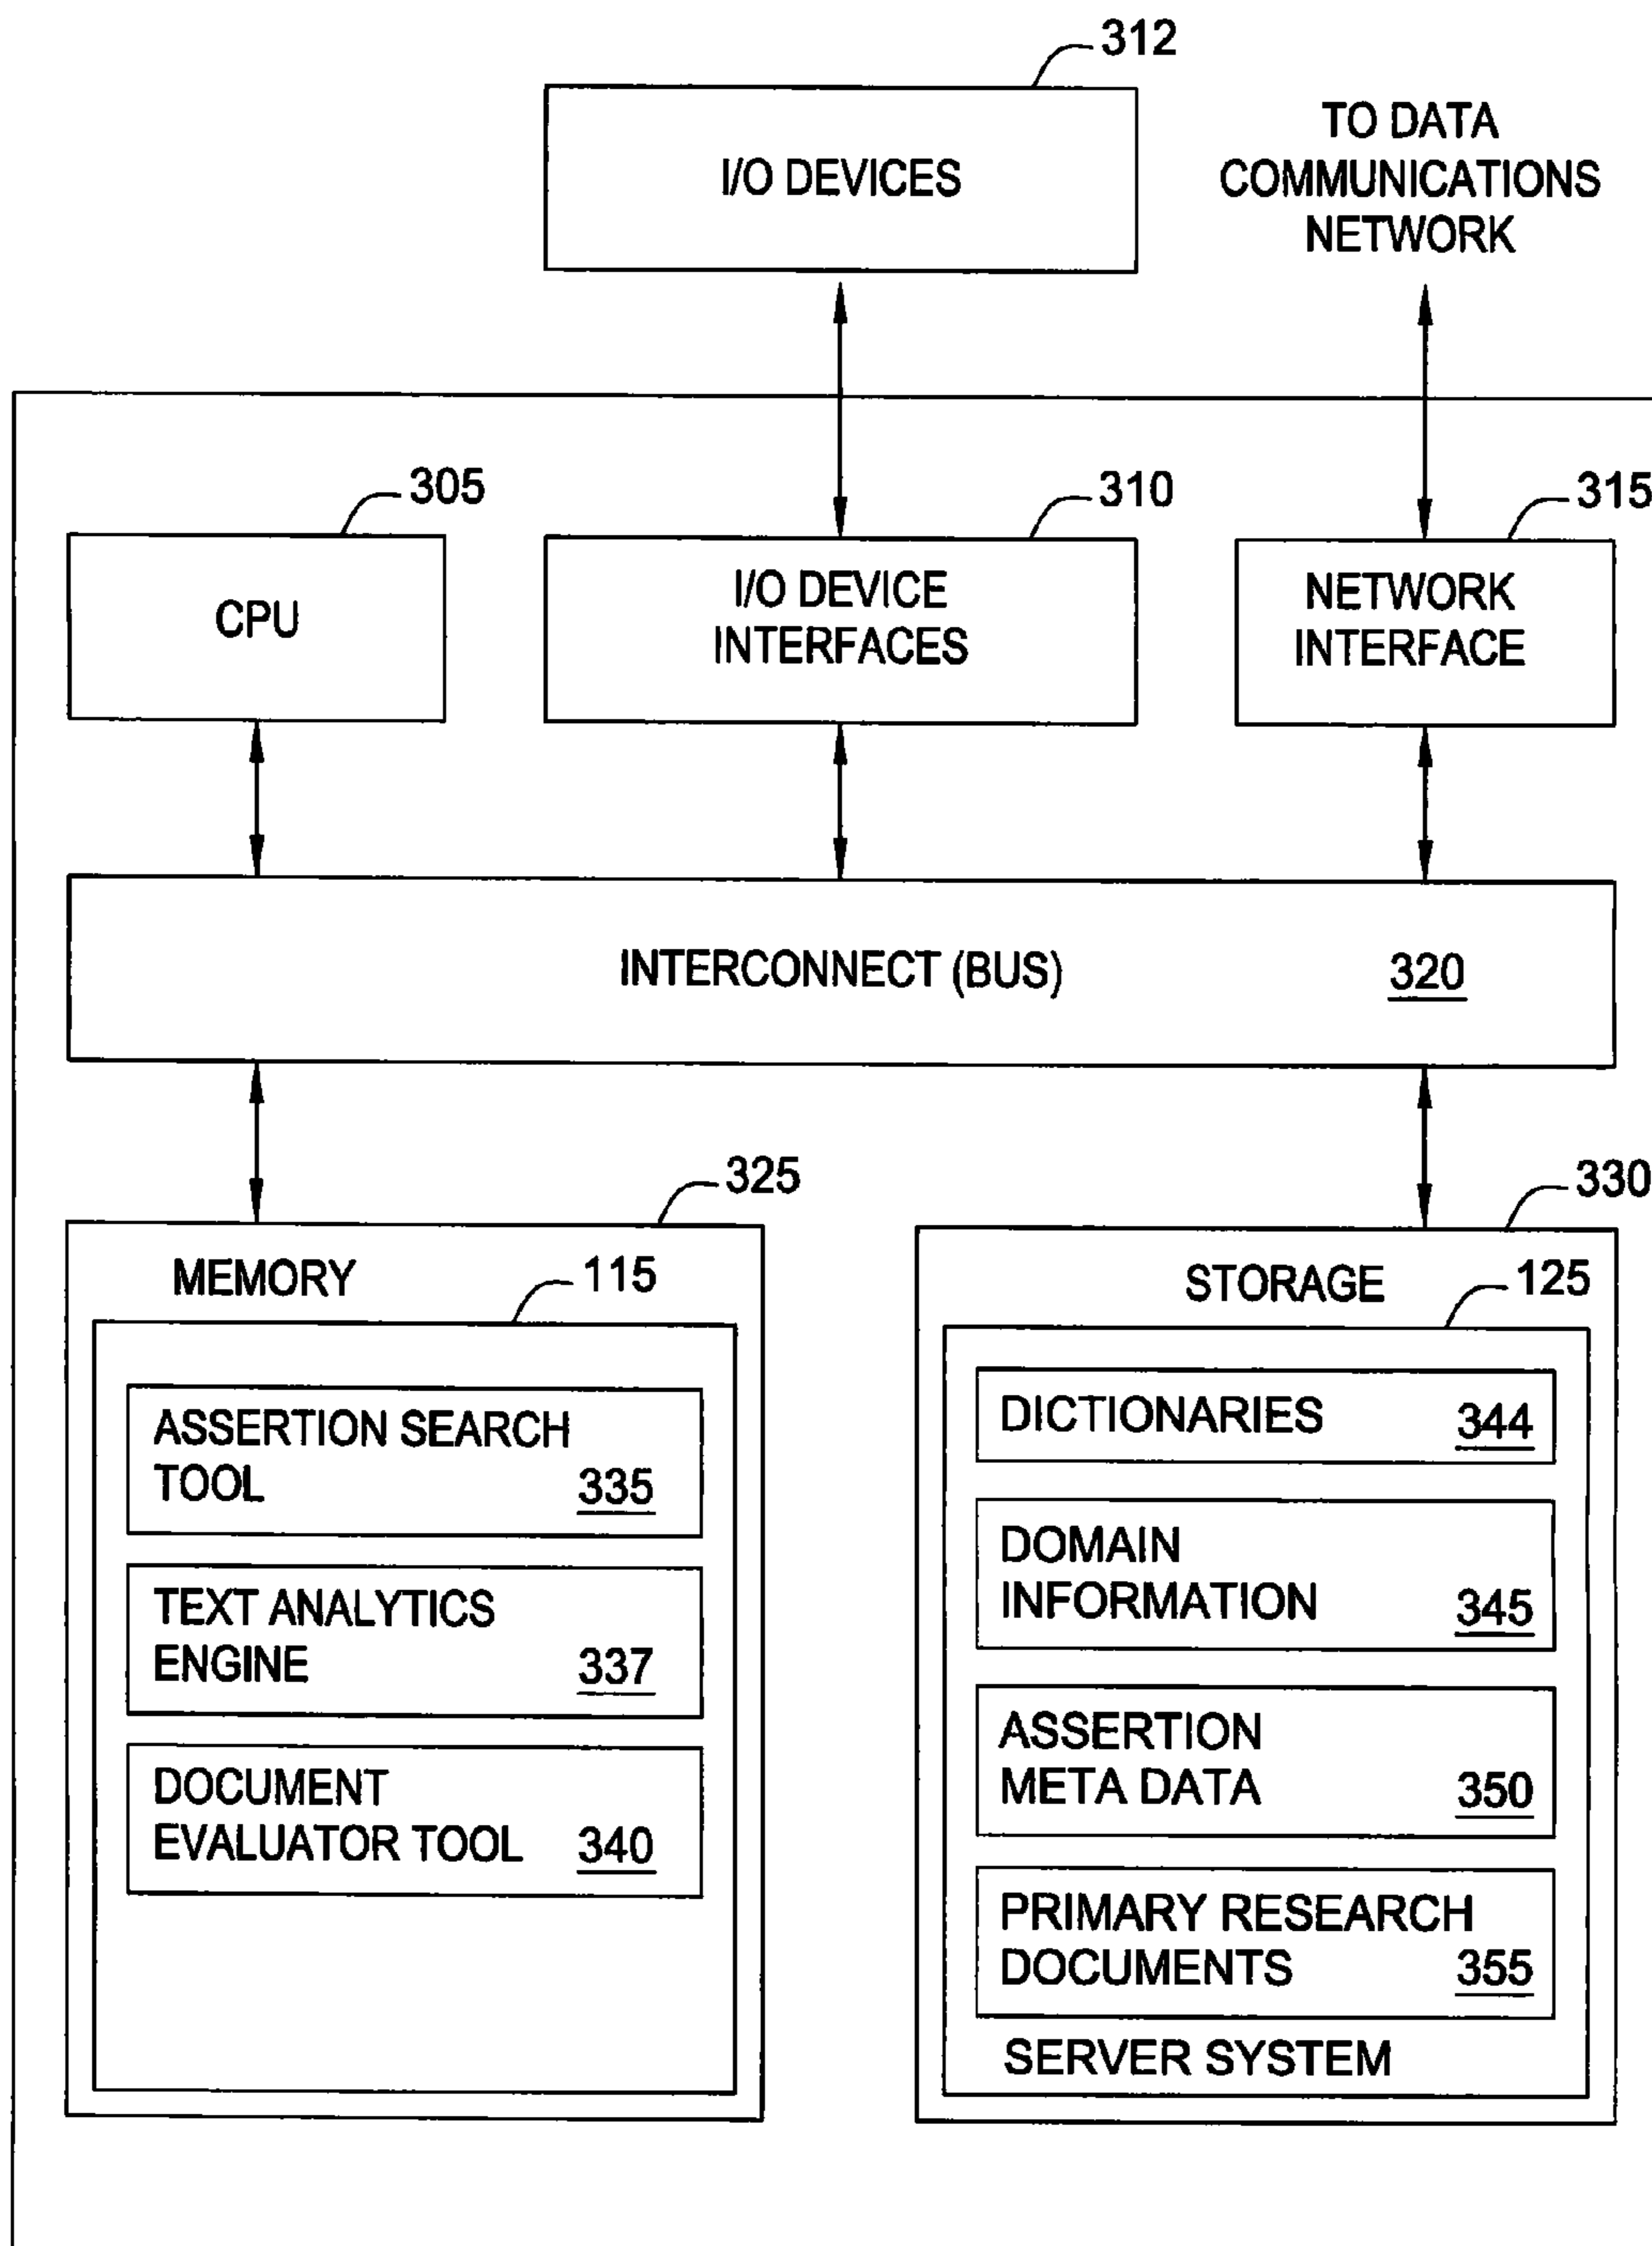 312
I/O DEVICES
TO DATA
COMMUNICATIONS
NETWORK
305
310
315
CPU
I/O DEVICE
INTERFACES
NETWORK
INTERFACE
INTERCONNECT (BUS) 320
325
330
MEMORY
115
STORAGE
125
ASSERTION SEARCH
TOOL 335
TEXT ANALYTICS
ENGINE 337
DOCUMENT
EVALUATOR TOOL 340
DICTIONARIES 344
DOMAIN
INFORMATION 345
ASSERTION
META DATA 350
PRIMARY RESEARCH
DOCUMENTS 355
SERVER SYSTEM